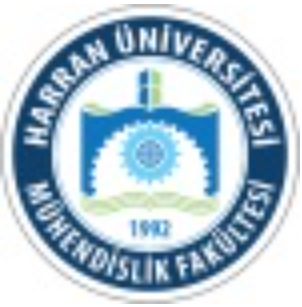 HARRAN ÜNİVERSİTESİ
1992
MÜHENDİSLİK FAKÜLTESİ